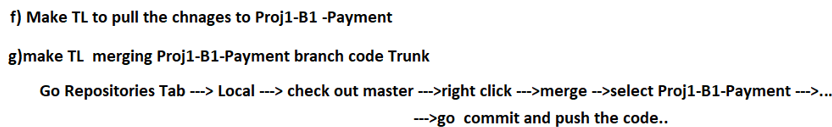 f) Make TL to pull the chnages to Proj1-B1 -Payment
g)make TL  merging Proj1-B1-Payment branch code Trunk
Go Repositories Tab ---> Local ---> check out master --->right click --->merge -->select Proj1-B1-Payment --->...
--->go  commit and push the code..